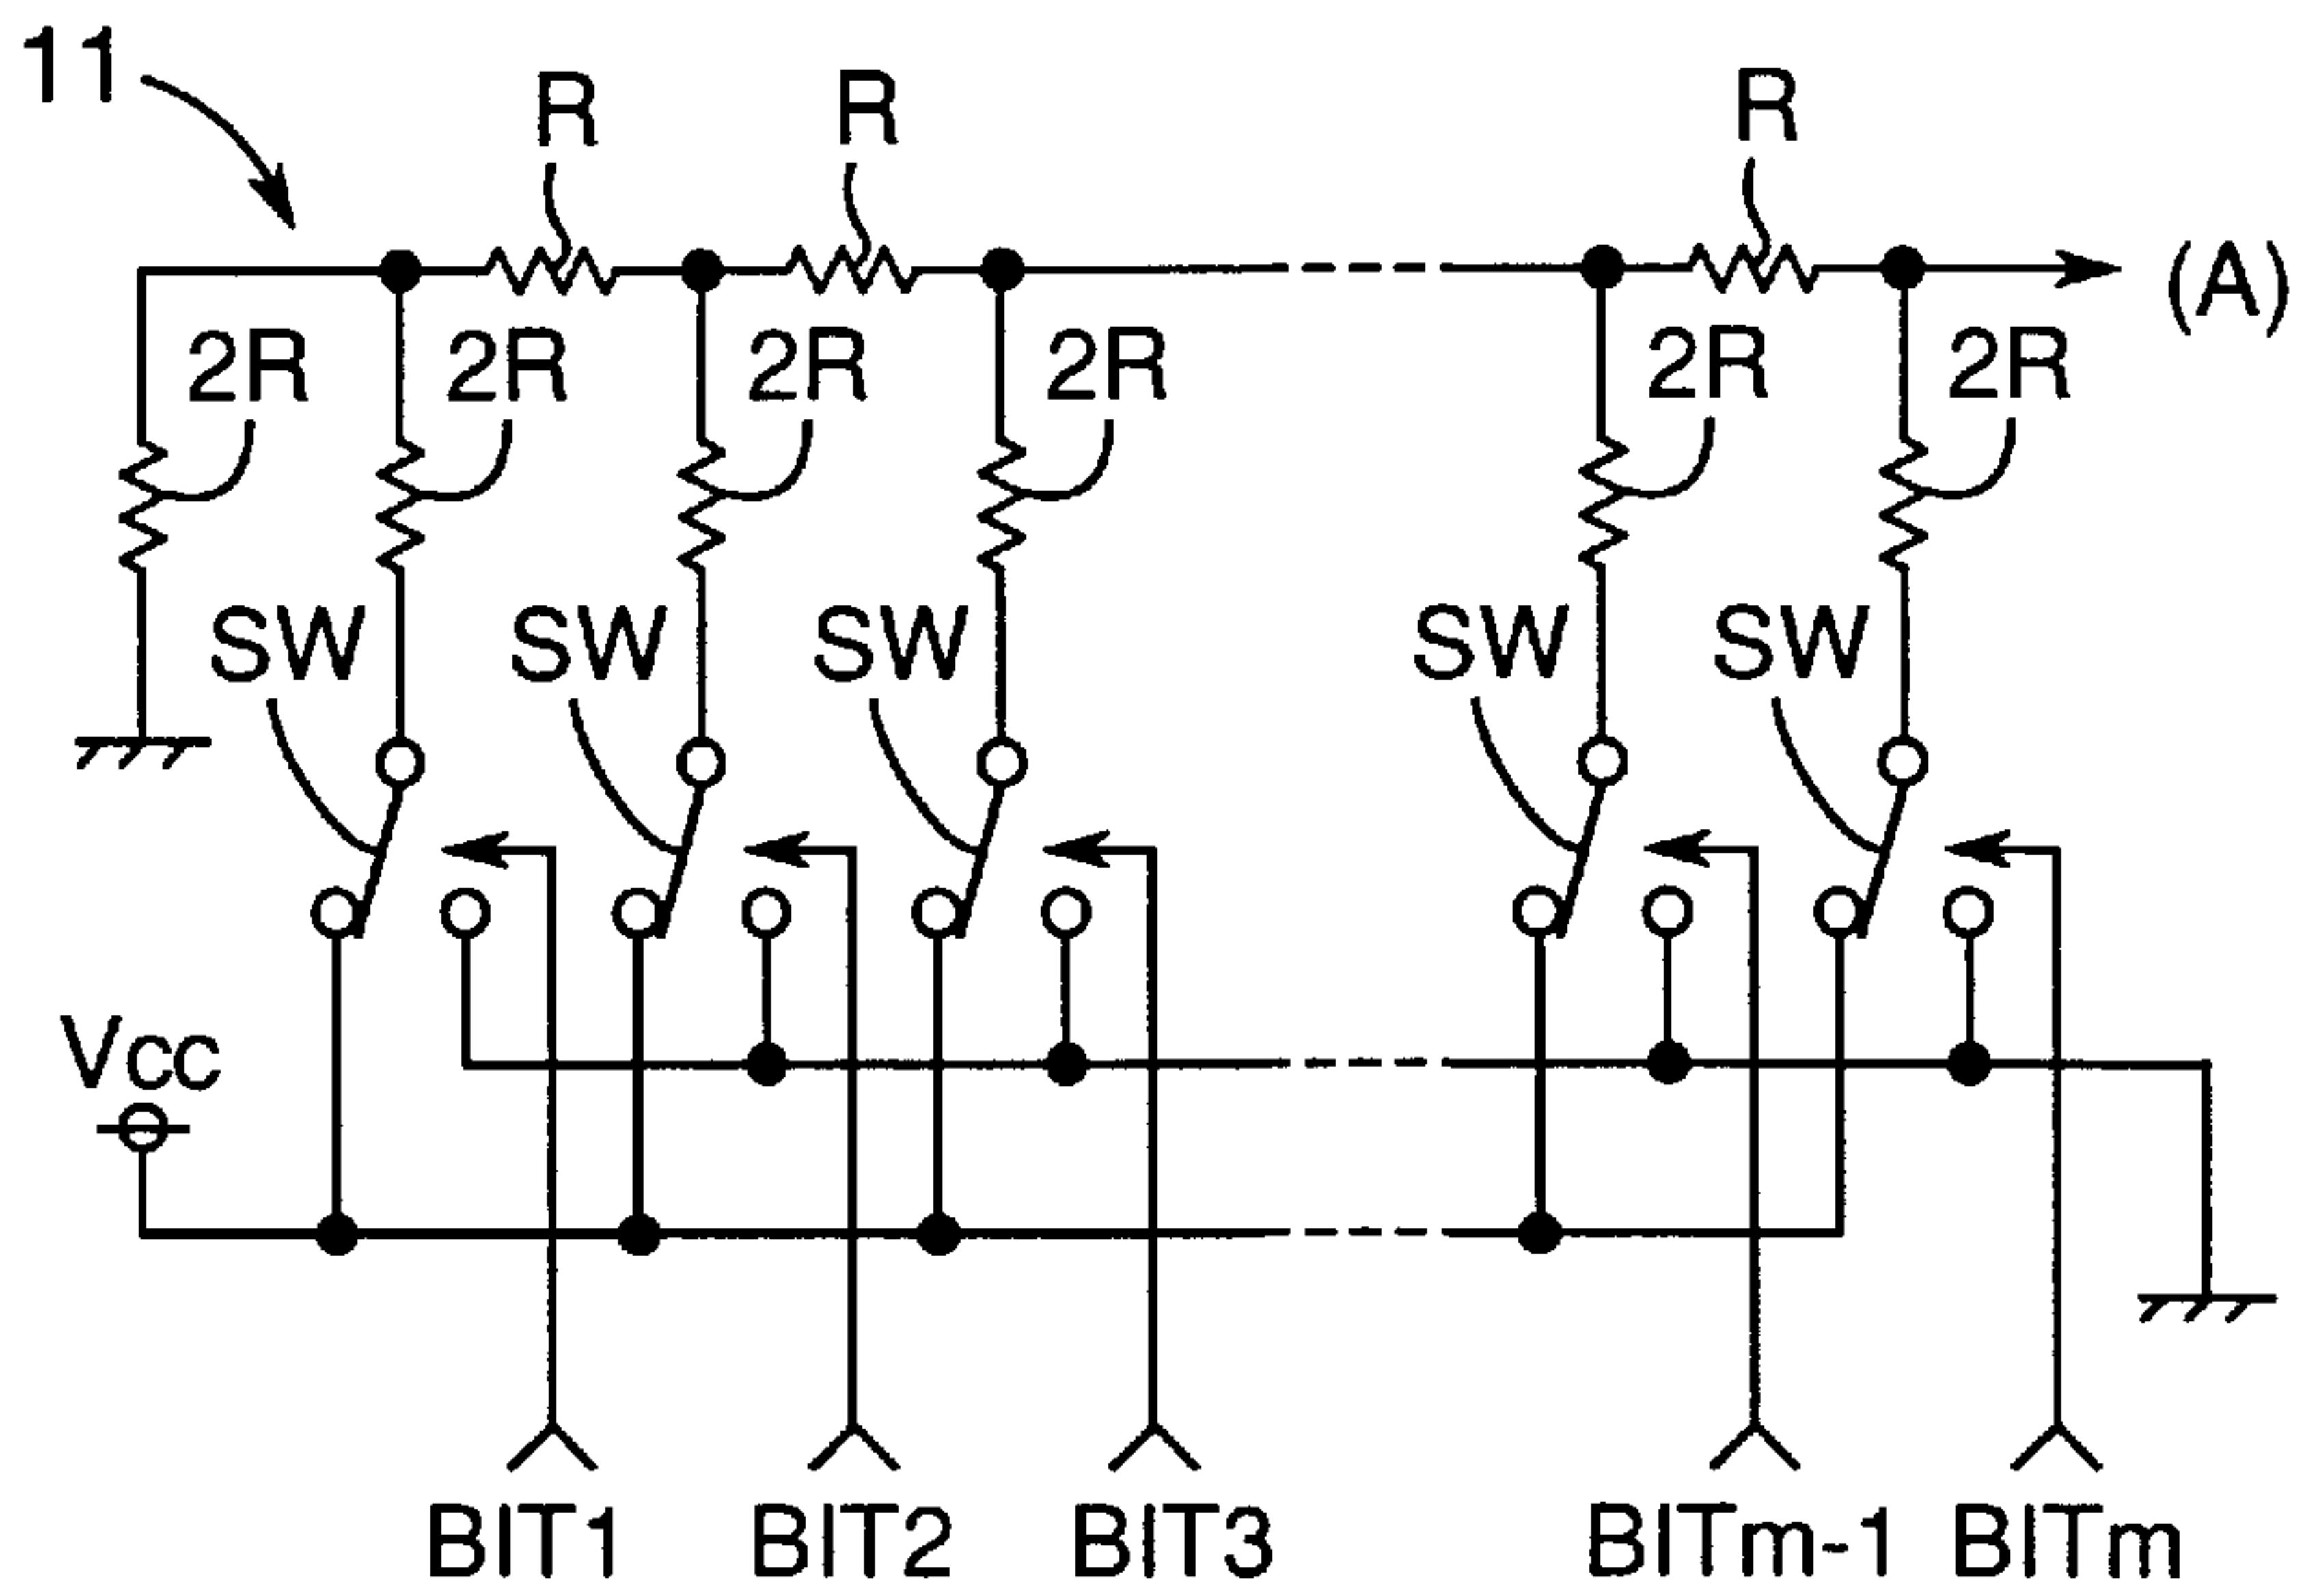 11
R R R
(A)
2R 2R 2R 2R 2R 2R
SW SW SW SW SW
Vcc
BIT1 BIT2 BIT3 BITm-1 BITm